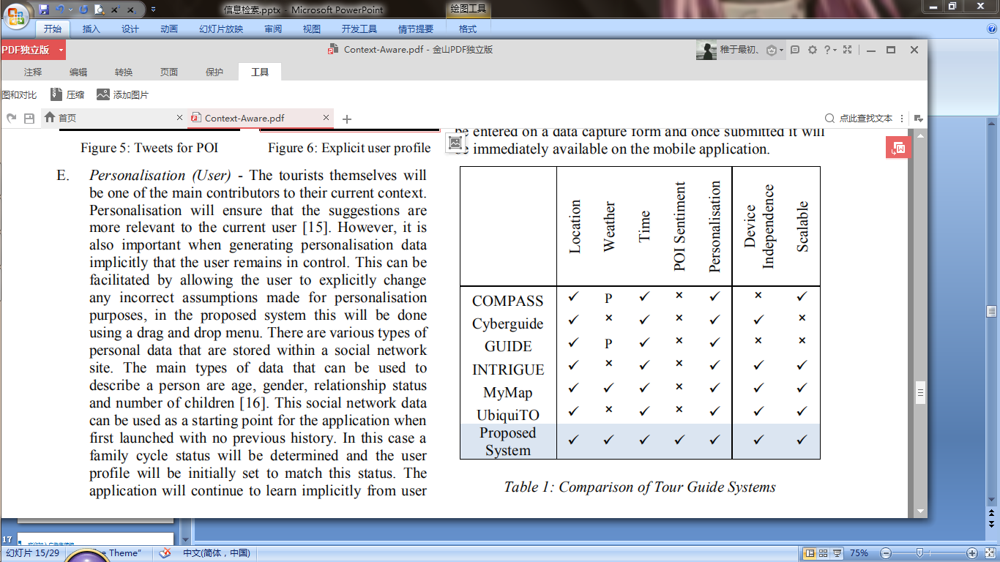 信息检索.pptx - Microsoft PowerPoint
绘图工具
开始 插入 设计 动画 幻灯片放映 审阅 视图 开发工具 情节提要 格式
PDF独立版
Context-Aware.pdf - 金山PDF独立版
稚于最初、
注释 编辑 转换 页面 保护 工具
图和对比 压缩 添加图片
首页 Context-Aware.pdf 点此查找文本
Figure 5: Tweets for POI
Figure 6: Explicit user profile
E. Personalisation (User) - The tourists themselves will
be one of the main contributors to their current context.
Personalisation will ensure that the suggestions are
more relevant to the current user [15]. However, it is
also important when generating personalisation data
implicitly that the user remains in control. This can be
facilitated by allowing the user to explicitly change
any incorrect assumptions made for personalisation
purposes, in the proposed system this will be done
using a drag and drop menu. There are various types of
personal data that are stored within a social network
site. The main types of data that can be used to
describe a person are age, gender, relationship status
and number of children [16]. This social network data
can be used as a starting point for the application when
first launched with no previous history. In this case a
family cycle status will be determined and the user
profile will be initially set to match this status. The
application will continue to learn implicitly from user
be entered on a data capture form and once submitted it will
be immediately available on the mobile application.
Location Weather Time POI Sentiment Personalisation Device Independence Scalable
COMPASS ✓ P ✓ × ✓ × ✓
Cyberguide ✓ × ✓ × ✓ ✓ ×
GUIDE ✓ P ✓ × ✓ × ×
INTRIGUE ✓ × ✓ × ✓ ✓ ✓
MyMap ✓ ✓ ✓ × ✓ ✓ ✓
UbiquiTO ✓ × ✓ × ✓ ✓ ✓
Proposed
System ✓ ✓ ✓ ✓ ✓ ✓ ✓
Table 1: Comparison of Tour Guide Systems
17
幻灯片 15/29 Theme" 中文(简体，中国) 75%